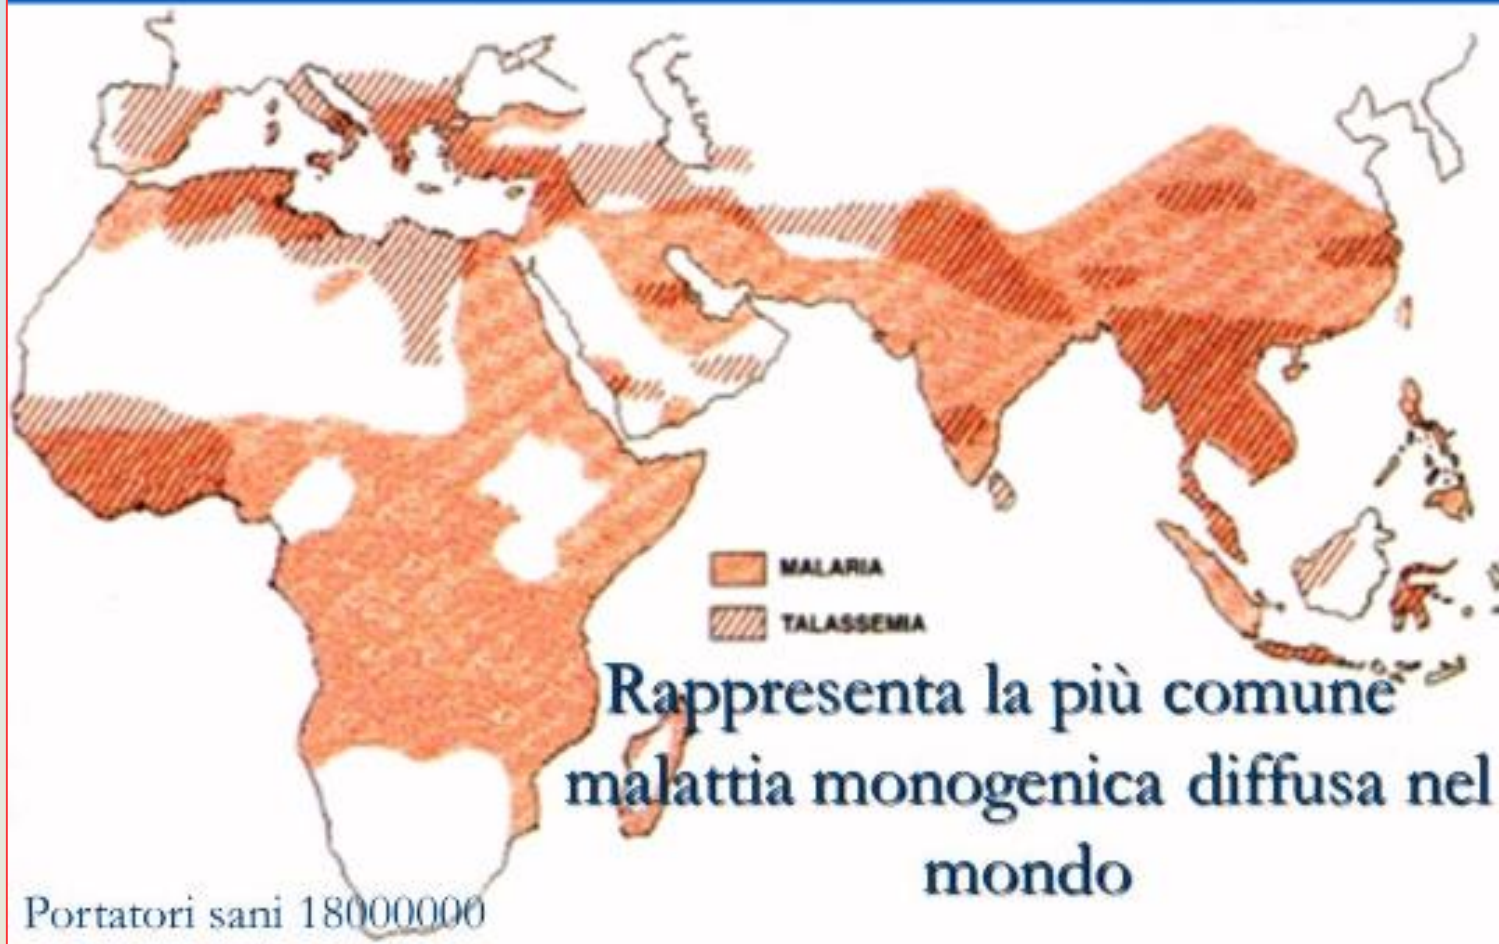 MALARIA
TALASSEMIA
Rappresenta la più comune
malattia monogenica diffusa nel
mondo
Portatori sani 18000000